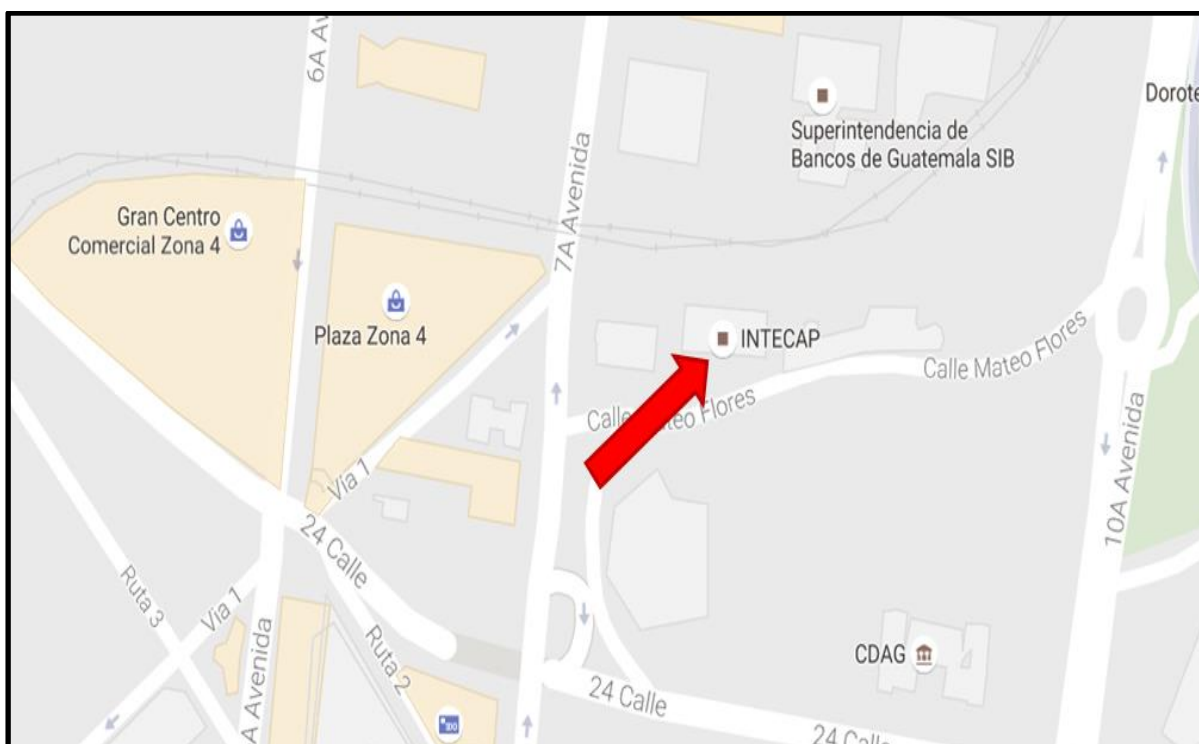 6A Av
Dorote
Superintendencia de
Bancos de Guatemala SIB
7A Avenida
Gran Centro
Comercial Zona 4
Plaza Zona 4
INTECAP
Calle Mateo Flores
Calle Mateo Flores
Vía 1
10A Avenida
24 Calle
Ruta 3
Vía 1
Ruta 2
A Avenida
CDAG
24 Calle
24 Calle